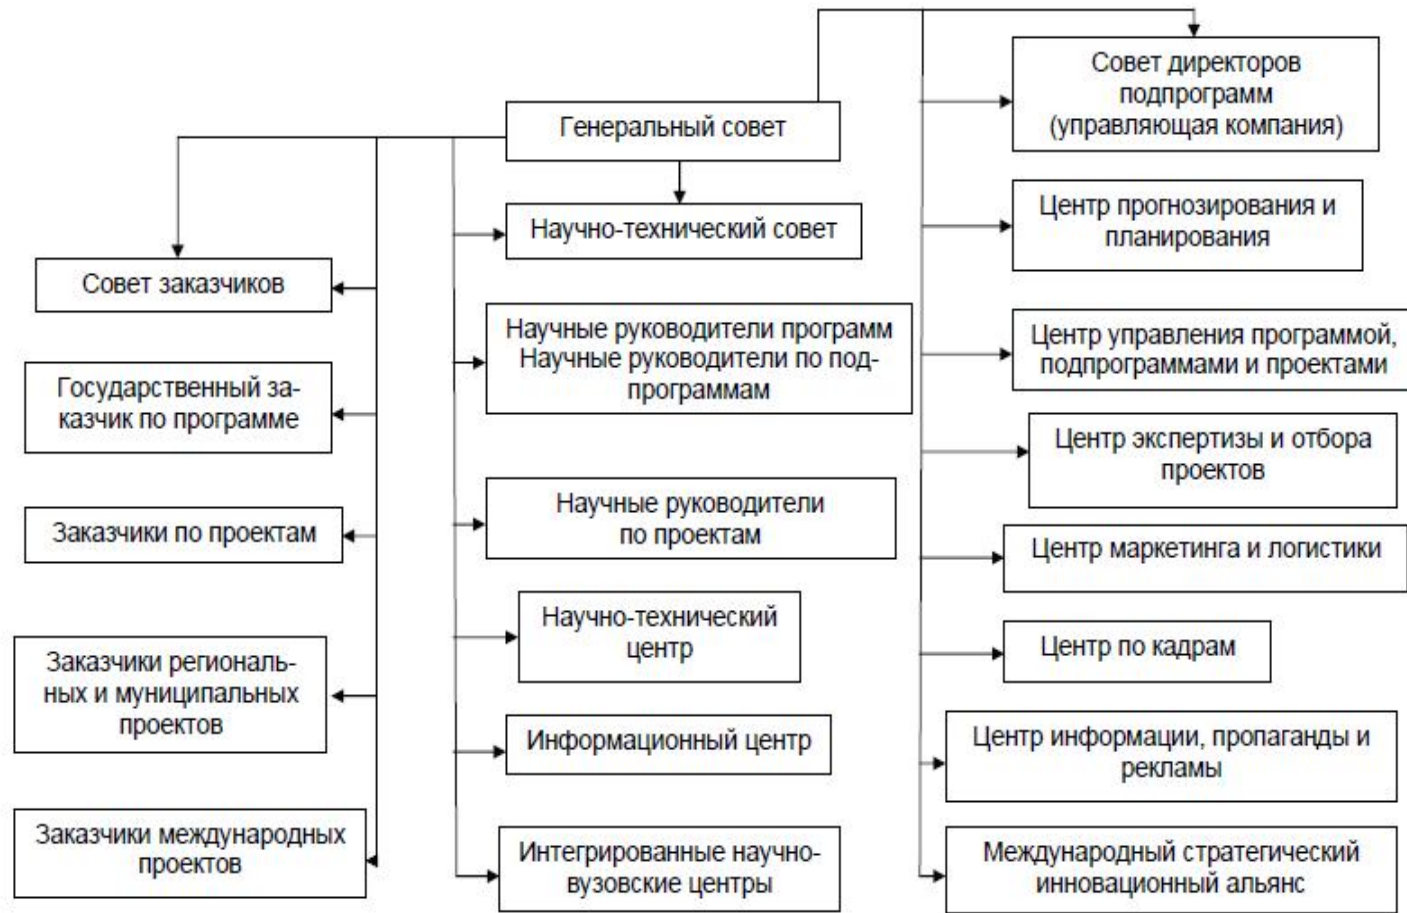 Генеральный совет
Совет заказчиков
Государственный за-
казчик по программе
Заказчики по проектам
Заказчики региональ-
ных и муниципальных
проектов
Заказчики международных
проектов
Научно-технический совет
Научные руководители программ
Научные руководители по под-
программам
Научные руководители
по проектам
Научно-технический
центр
Информационный центр
Интегрированные научно-
вузовские центры
Совет директоров
подпрограмм
(управляющая компания)
Центр прогнозирования и
планирования
Центр управления программой,
подпрограммами и проектами
Центр экспертизы и отбора
проектов
Центр маркетинга и логистики
Центр по кадрам
Центр информации, пропаганды и
рекламы
Международный стратегический
инновационный альянс